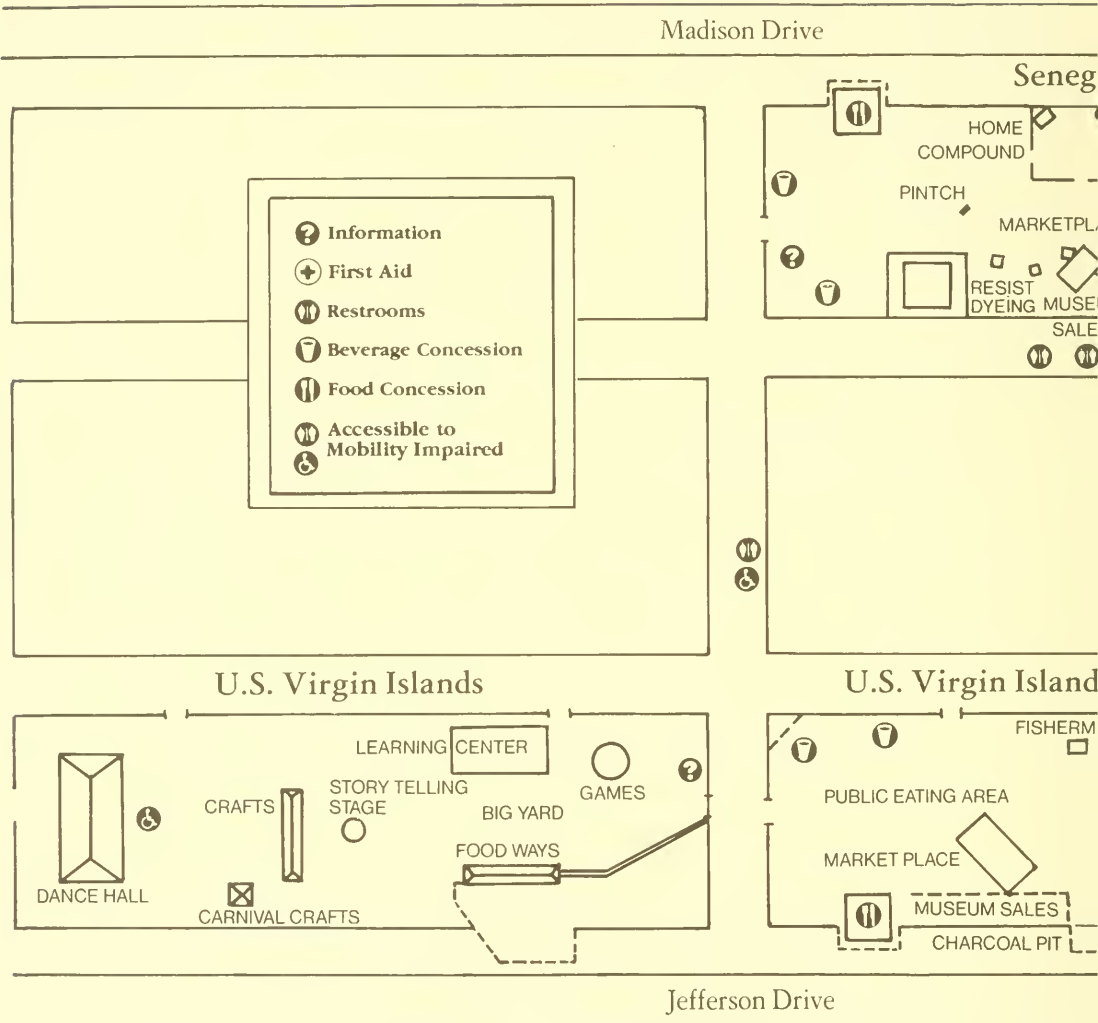 Madison Drive
Seneg
HOME
COMPOUND
PINTCH
MARKETPLA
RESIST
DYEING
MUSEU
SALE
Information
First Aid
Restrooms
Beverage Concession
Food Concession
Accessible to
Mobility Impaired
U.S. Virgin Islands
LEARNING CENTER
STORY TELLING
STAGE
CRAFTS
GAMES
BIG YARD
FOOD WAYS
DANCE HALL
CARNIVAL CRAFTS
U.S. Virgin Island
FISHERM
PUBLIC EATING AREA
MARKET PLACE
MUSEUM SALES
CHARCOAL PIT
Jefferson Drive